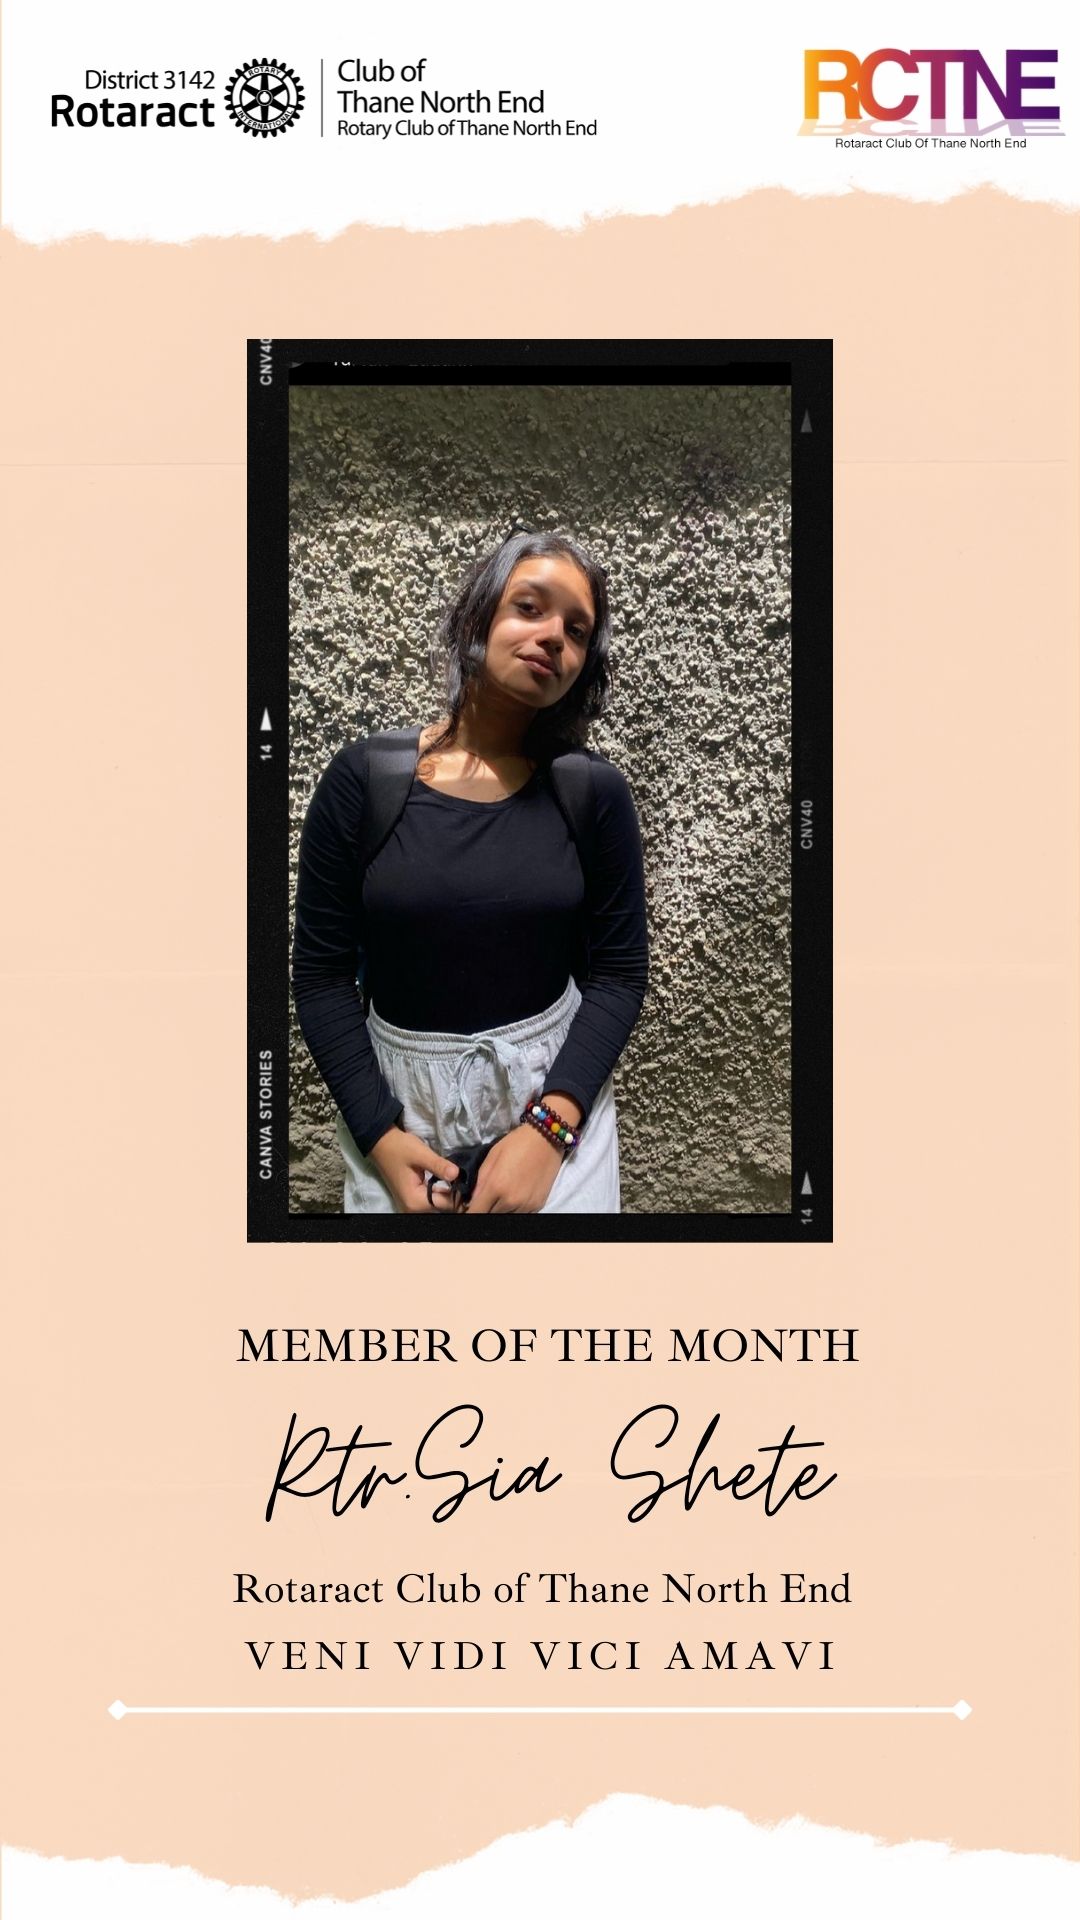 District 3142
Rotaract
ROTARY
INTERNATIONAL
Club of
Thane North End
Rotary Club of Thane North End
RCTNE
Rotaract Club Of Thane North End
CNV40
14
CANVA STORIES
CNV40
14
MEMBER OF THE MONTH
Rtr.Sia Shete
Rotaract Club of Thane North End
VENI VIDI VICI AMAVI